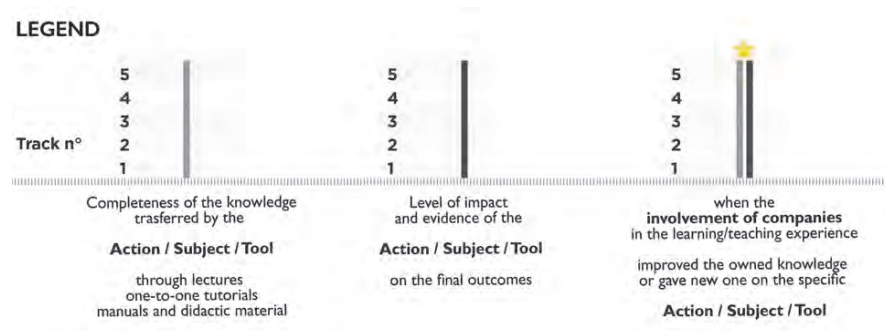 LEGEND
5
4
3
Track n° 2
1
5
4
3
2
1
5
4
3
2
1
Completeness of the knowledge
trasferred by the
Action / Subject / Tool
through lectures
one-to-one tutorials
manuals and didactic material
Level of impact
and evidence of the
Action / Subject / Tool
on the final outcomes
when the
involvement of companies
in the learning/teaching experience
improved the owned knowledge
or gave new one on the specific
Action / Subject / Tool